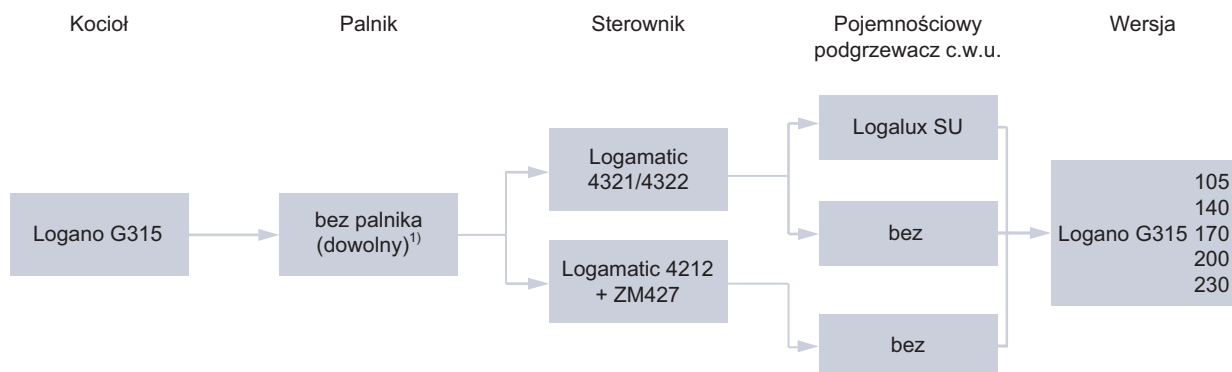 Kocioł
Palnik
Sterownik
Pojemnościowy
podgrzewacz c.w.u.
Wersja
Logano G315
bez palnika
(dowolny)1)
Logamatic
4321/4322
Logamatic 4212
+ ZM427
Logalux SU
bez
bez
105
140
Logano G315 170
200
230